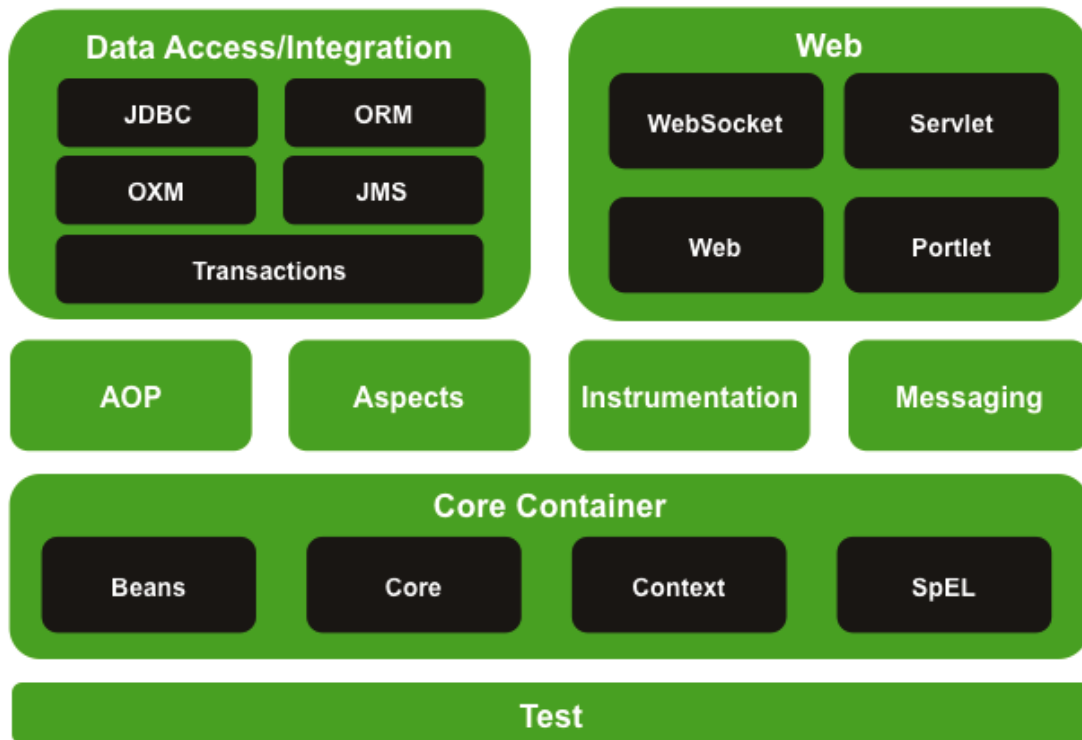 Data Access/Integration
JDBC
ORM
OXM
JMS
Transactions
Web
WebSocket
Servlet
Web
Portlet
AOP
Aspects
Instrumentation
Messaging
Core Container
Beans
Core
Context
SpEL
Test